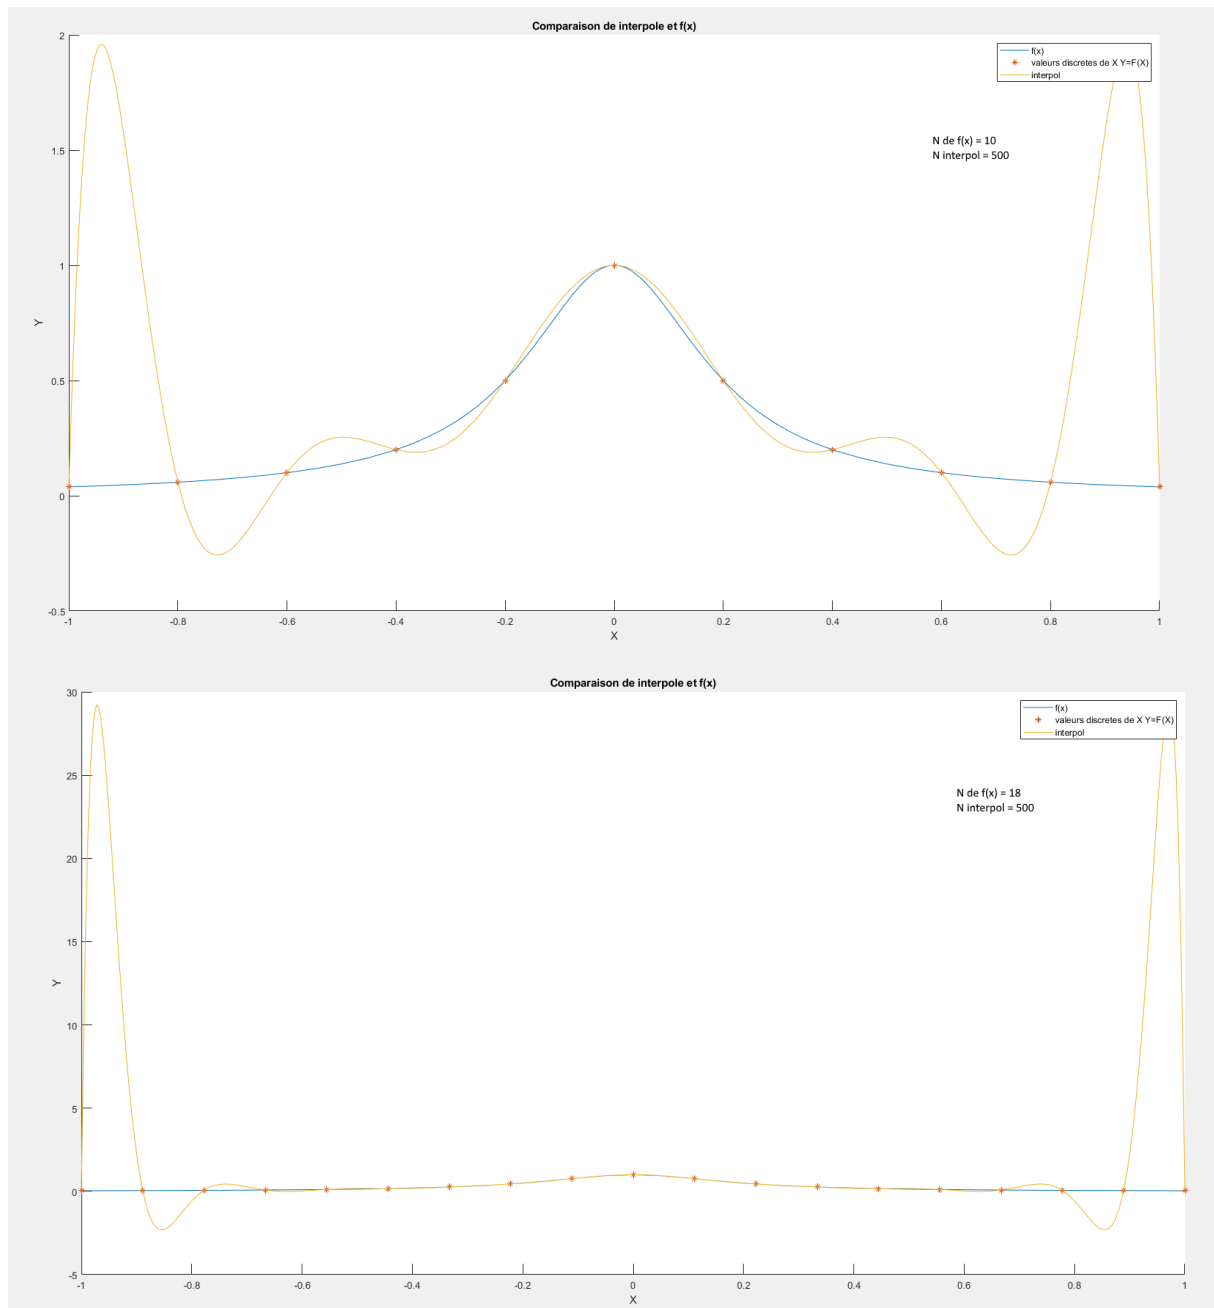 Comparaison de interpole et f(x)
f(x)
valeurs discretes de X Y=F(X)
interpol
N de f(x) = 10
N interpol = 500
2
1.5
1
0.5
0
-0.5
Y
-1 -0.8 -0.6 -0.4 -0.2 0 0.2 0.4 0.6 0.8 1
X
Comparaison de interpole et f(x)
f(x)
valeurs discretes de X Y=F(X)
interpol
N de f(x) = 18
N interpol = 500
30
25
20
15
10
5
0
-5
Y
-1 -0.8 -0.6 -0.4 -0.2 0 0.2 0.4 0.6 0.8 1
X